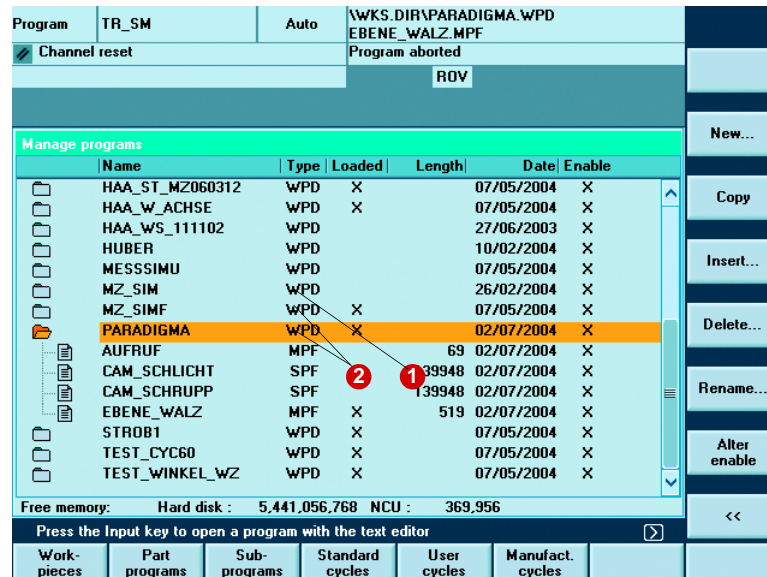 Program TR_SM Auto \WKS.DIR\PARADIGMA.WPD
EBENE_WALZ.MPF
Channel reset Program aborted
ROV
Manage programs
Name Type Loaded Length Date Enable
HAA_ST_MZ060312 WPD X 07/05/2004 X
HAA_W_ACHSE WPD X 07/05/2004 X
HAA_WS_111102 WPD 27/06/2003 X
HUBER WPD 10/02/2004 X
MESSSIMU WPD 07/05/2004 X
MZ_SIM WPD 26/02/2004 X
MZ_SIMF WPD X 07/05/2004 X
PARADIGMA WPD X 02/07/2004 X
AUFRUF MPF 69 02/07/2004 X
CAM_SCHLICHT SPF 2 1 39948 02/07/2004 X
CAM_SCHRUPP SPF 139948 02/07/2004 X
EBENE_WALZ MPF X 519 02/07/2004 X
STROB1 WPD X 07/05/2004 X
TEST_CYC60 WPD X 07/05/2004 X
TEST_WINKEL_WZ WPD X 07/05/2004 X
Free memory: Hard disk : 5,441,056,768 NCU : 369,956
Press the Input key to open a program with the text editor
New...
Copy
Insert...
Delete...
Rename...
Alter
enable
<<
Work-
pieces
Part
programs
Sub-
programs
Standard
cycles
User
cycles
Manufact.
cycles